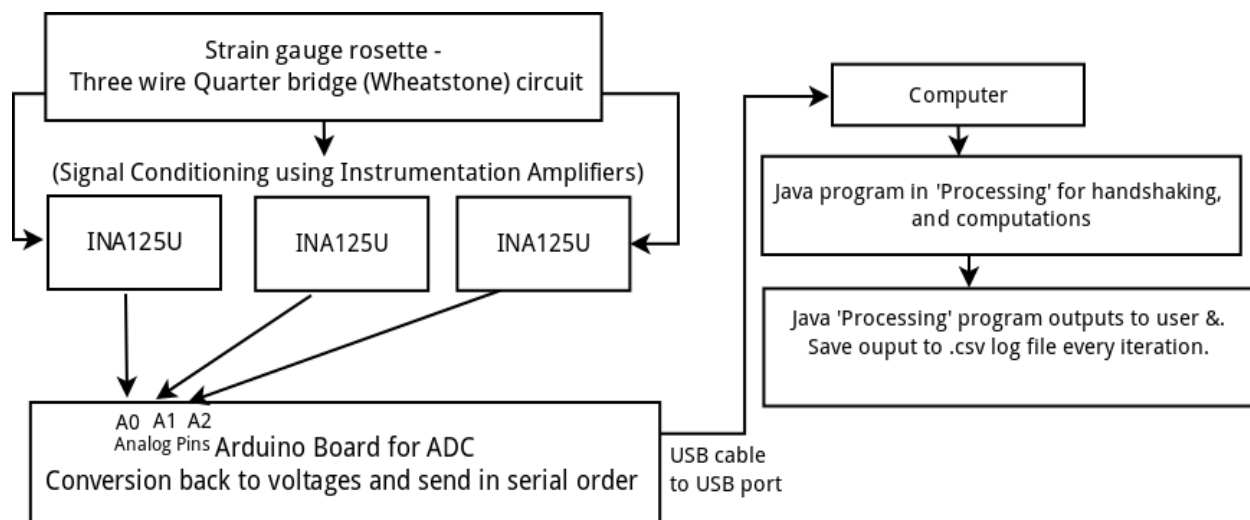 Strain gauge rosette -
Three wire Quarter bridge (Wheatstone) circuit
(Signal Conditioning using Instrumentation Amplifiers)
INA125U
INA125U
INA125U
A0 A1 A2
Analog Pins
Arduino Board for ADC
Conversion back to voltages and send in serial order
USB cable
to USB port
Computer
Java program in 'Processing' for handshaking,
and computations
Java 'Processing' program outputs to user &.
Save ouput to .csv log file every iteration.